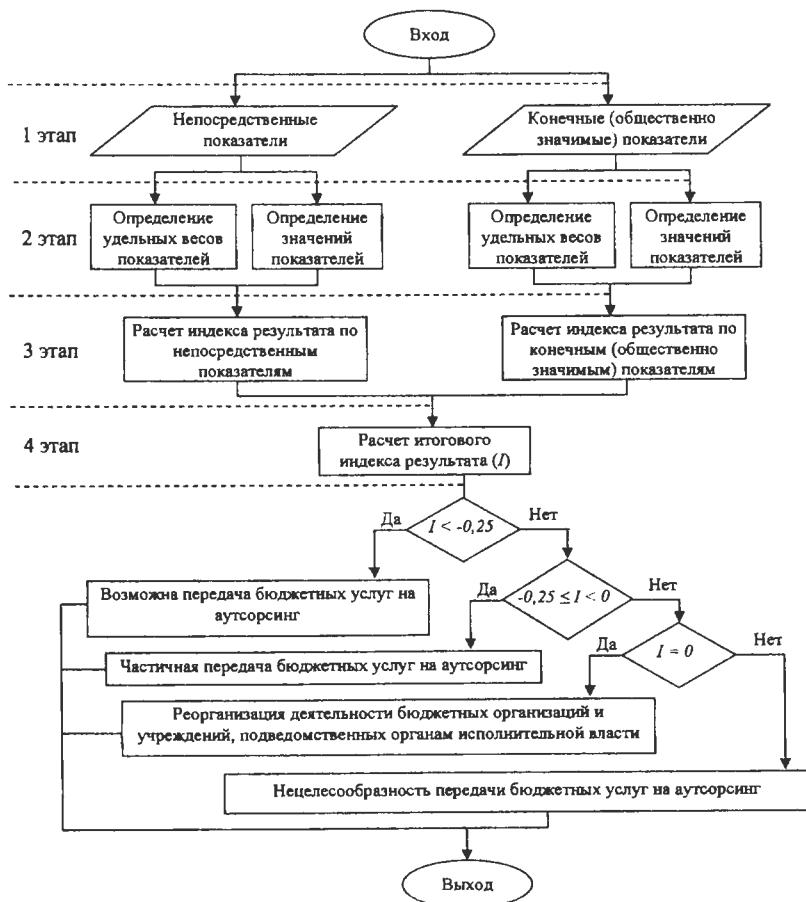 Вход
1 этап
Непосредственные
показатели
Конечные (общественно
значимые) показатели
2 этап
Определение
удельных весов
показателей
Определение
значений
показателей
Определение
удельных весов
показателей
Определение
значений
показателей
3 этап
Расчет индекса результата по
непосредственным
показателям
Расчет индекса результата по
конечным (общественно
значимым) показателям
4 этап
Расчет итогового
индекса результата (I)
Да
I < -0,25
Нет
Возможна передача бюджетных услуг на
аутсорсинг
Да
-0,25 ≤ I < 0
Нет
Частичная передача бюджетных услуг на аутсорсинг
Да
I = 0
Нет
Реорганизация деятельности бюджетных организаций и
учреждений, подведомственных органам исполнительной власти
Нецелесообразность передачи бюджетных услуг на аутсорсинг
Выход